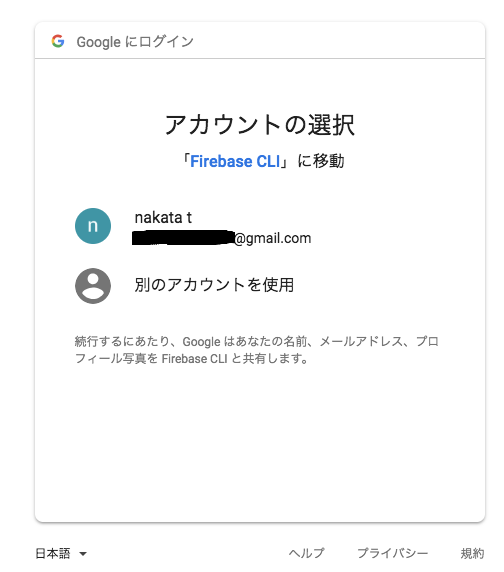 Google にログイン
アカウントの選択
「Firebase CLI」に移動
n
nakata t
@gmail.com
別のアカウントを使用
続行するにあたり、Google はあなたの名前、メールアドレス、プロ
フィール写真を Firebase CLI と共有します。
日本語
ヘルプ
プライバシー
規約